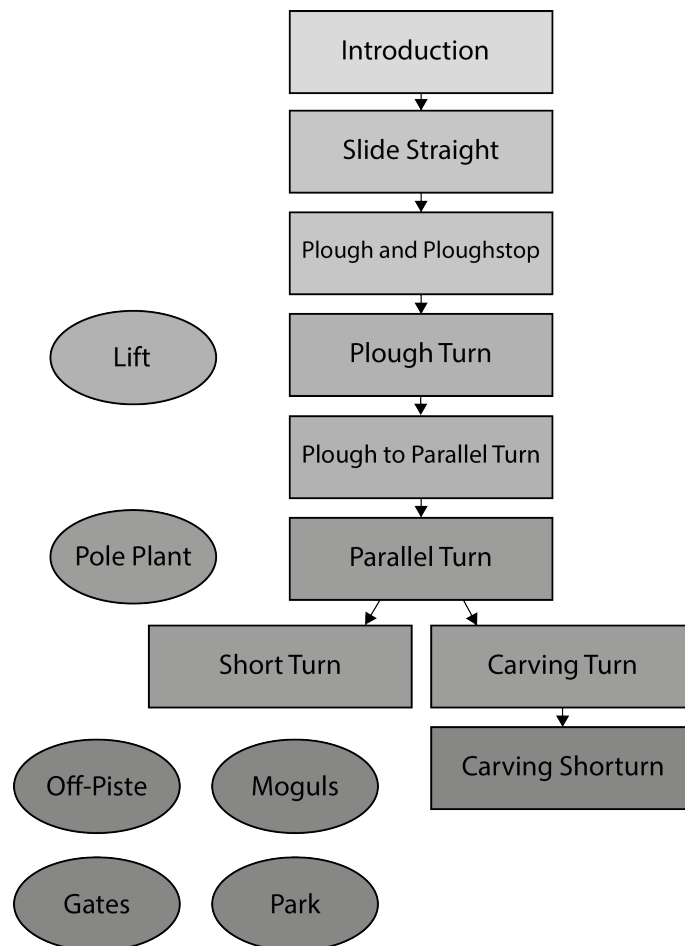 Introduction
Slide Straight
Plough and Ploughstop
Lift
Plough Turn
Plough to Parallel Turn
Pole Plant
Parallel Turn
Short Turn
Carving Turn
Off-Piste
Moguls
Carving Shorturn
Gates
Park